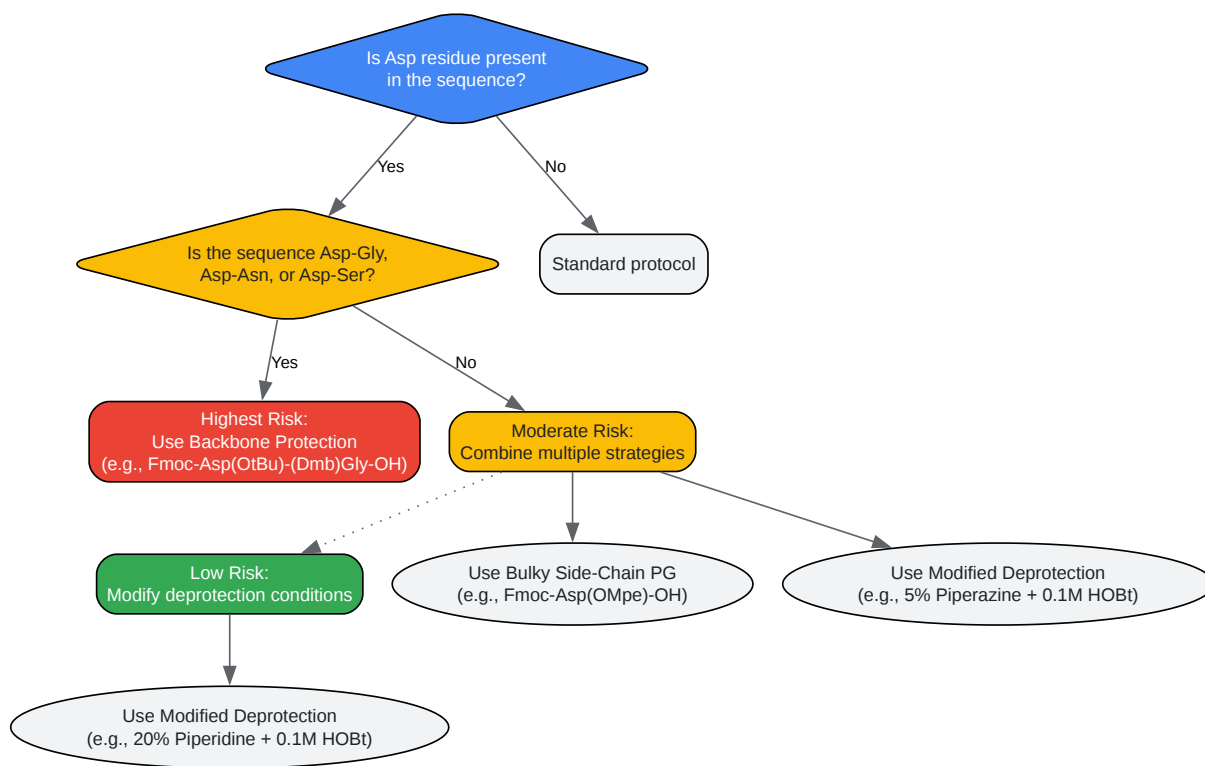 Is Asp residue present
in the sequence?
Yes
No
Is the sequence Asp-Gly,
Asp-Asn, or Asp-Ser?
Standard protocol
Yes
No
Highest Risk:
Use Backbone Protection
(e.g., Fmoc-Asp(OtBu)-(Dmb)Gly-OH)
Moderate Risk:
Combine multiple strategies
Low Risk:
Modify deprotection conditions
Use Bulky Side-Chain PG
(e.g., Fmoc-Asp(OMpe)-OH)
Use Modified Deprotection
(e.g., 5% Piperazine + 0.1M HOBt)
Use Modified Deprotection
(e.g., 20% Piperidine + 0.1M HOBt)